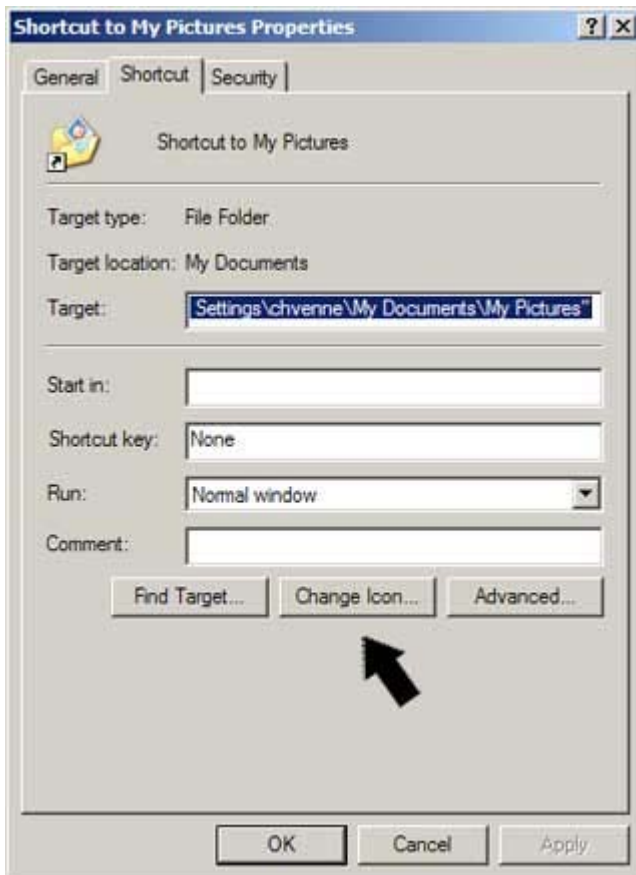 Shortcut to My Pictures Properties
General Shortcut Security
Shortcut to My Pictures
Target type: File Folder
Target location: My Documents
Target: Settings\chvenne\My Documents\My Pictures"
Start in:
Shortcut key: None
Run: Normal window
Comment:
Find Target... Change Icon... Advanced...
OK Cancel Apply